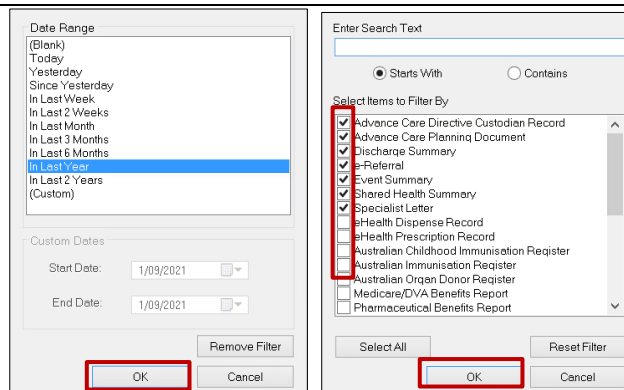 Date Range
(Blank)
Today
Yesterday
Since Yesterday
In Last Week
In Last 2 Weeks
In Last Month
In Last 3 Months
In Last 6 Months
In Last Year
In Last 2 Years
(Custom)
Custom Dates
Start Date: 1/09/2021
End Date: 1/09/2021
Remove Filter
OK Cancel
Enter Search Text
Starts With Contains
Select Items to Filter By
Advance Care Directive Custodian Record
Advance Care Planning Document
Discharge Summary
e-Referral
Event Summary
Shared Health Summary
Specialist Letter
eHealth Dispense Record
eHealth Prescription Record
Australian Childhood Immunisation Register
Australian Immunisation Register
Australian Organ Donor Register
Medicare/DVA Benefits Report
Pharmaceutical Benefits Report
Select All Reset Filter
OK Cancel